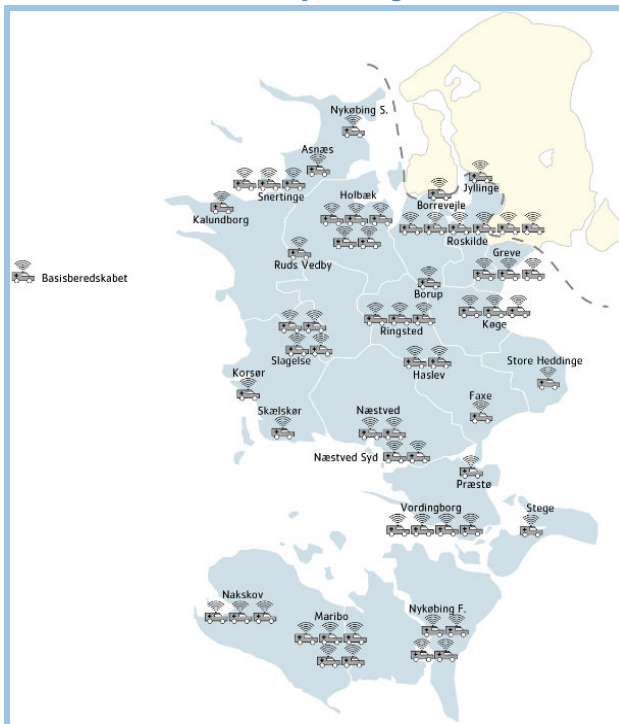 Nykøbing S.
Asnæs
Jyllinge
Holbæk
Snertinge
Borrevejle
Kalundborg
Roskilde
Greve
Ruds Vedby
Basisberedskabet
Borup
Køge
Ringsted
Slagelse
Store Heddinge
Haslev
Korsør
Faxe
Skælskør
Næstved
Næstved Syd
Præstø
Vordingborg
Stege
Nakskov
Nykøbing F.
Maribo